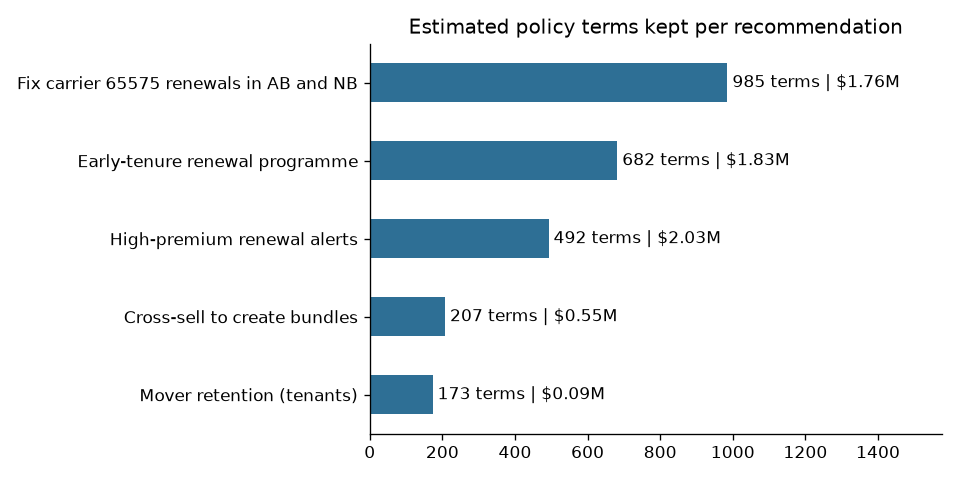 Estimated policy terms kept per recommendation
Fix carrier 65575 renewals in AB and NB
985 terms | $1.76M
Early-tenure renewal programme
682 terms | $1.83M
High-premium renewal alerts
492 terms | $2.03M
Cross-sell to create bundles
207 terms | $0.55M
Mover retention (tenants)
173 terms | $0.09M
0 200 400 600 800 1000 1200 1400